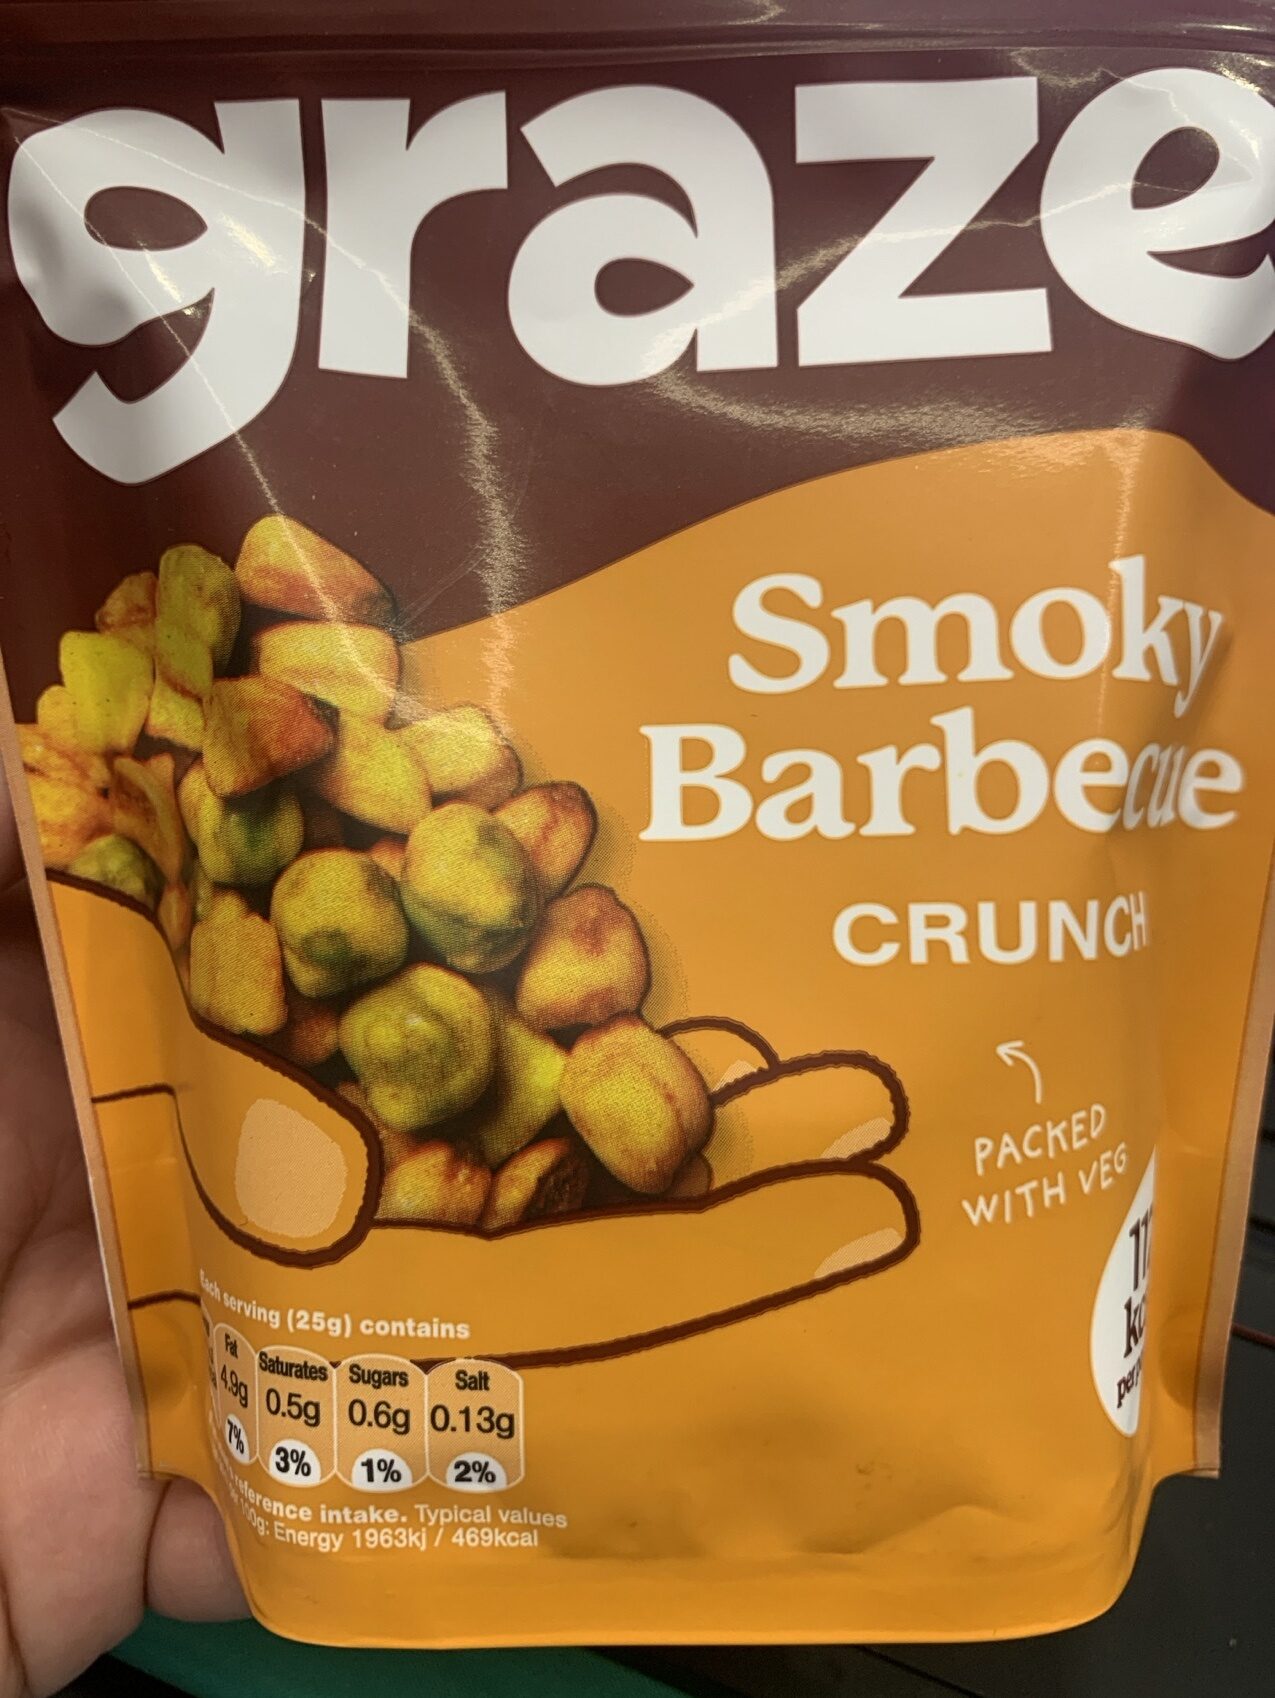 graze
Smoky
Barbecue
CRUNCH
PACKED
WITH VEG
Each serving (25g) contains
Fat Saturates Sugars Salt
4.9g 0.5g 0.6g 0.13g
7% 3% 1% 2%
reference intake. Typical values
100g: Energy 1963kj / 469kcal